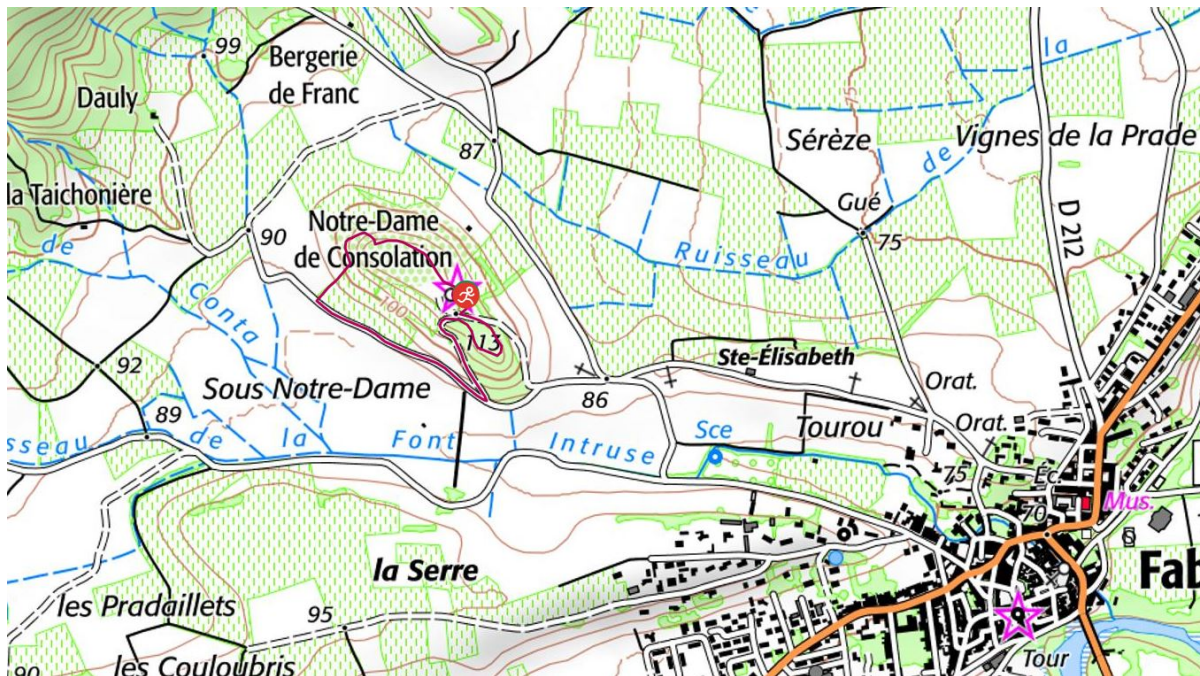 99
Bergerie
de Franc
la
Dauly
75
87
Sérèze
Vignes de la Prade
de
la Taichonière
Gué
D 212
Notre-Dame
de Consolation
90
75
de
Ruisseau
Conta
100
113
92
Sous Notre-Dame
Ste-Élisabeth
86
Orat.
89
sseau de la Font Intruse
Sce
Tourou
Orat.
75
Éc.
Mus.
70
la Serre
Fab
les Pradaillets
95
les Couloubris
90
Tour